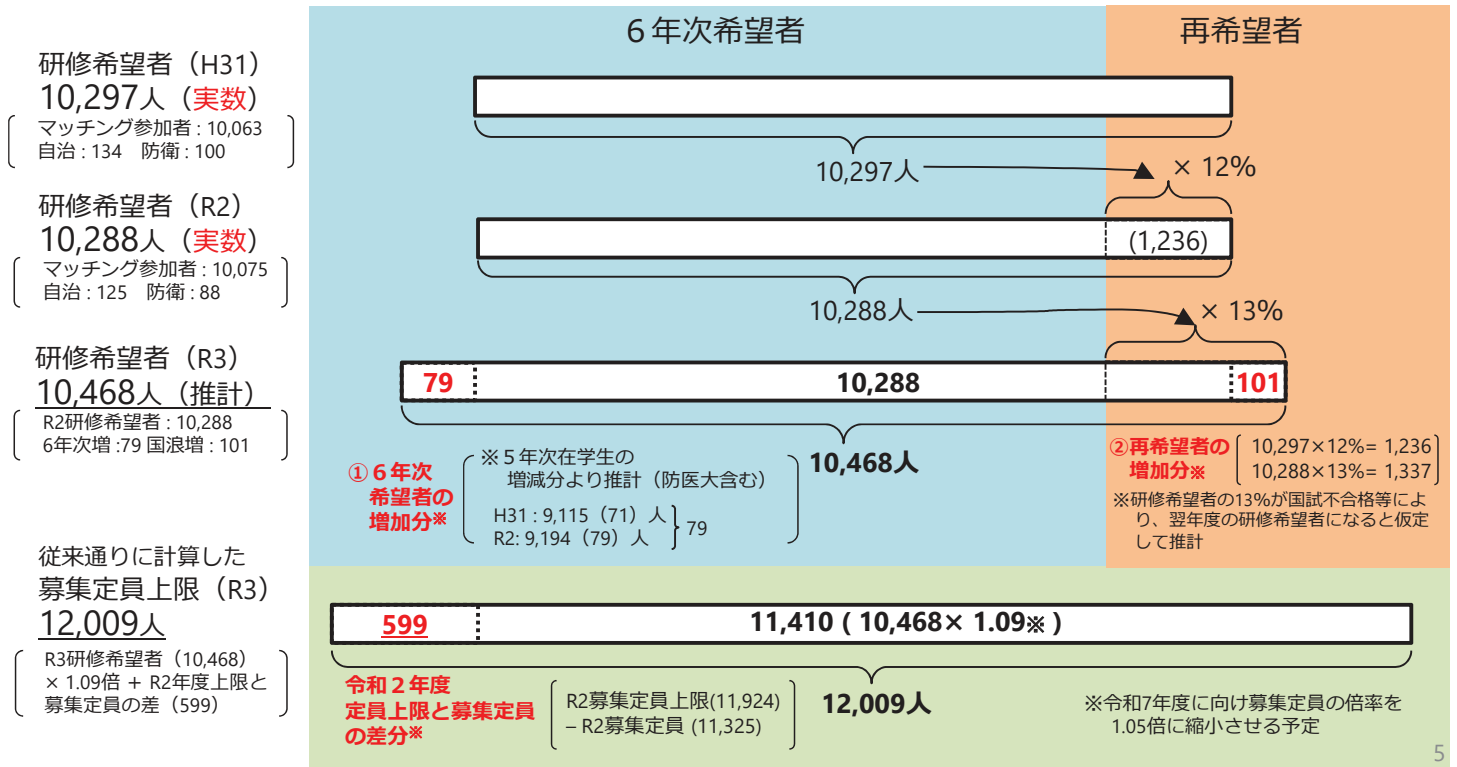 6年次希望者
再希望者
研修希望者（H31）
10,297人（実数）
マッチング参加者 : 10,063
自治 : 134　防衛 : 100
10,297人
× 12%
研修希望者（R2）
10,288人（実数）
マッチング参加者 : 10,075
自治 : 125　防衛 : 88
(1,236)
10,288人
× 13%
研修希望者（R3）
10,468人（推計）
R2研修希望者 : 10,288
6年次増 :79 国浪増 : 101
79
10,288
101
10,468人
①６年次
希望者の
増加分※
※５年次在学生の
増減分より推計（防医大含む）
H31 : 9,115（71）人
R2: 9,194（79）人
79
②再希望者の
増加分※
10,297×12%= 1,236
10,288×13%= 1,337
※研修希望者の13%が国試不合格等によ
り、翌年度の研修希望者になると仮定
して推計
従来通りに計算した
募集定員上限（R3）
12,009人
R3研修希望者（10,468）
× 1.09倍 + R2年度上限と
募集定員の差（599）
599
11,410 ( 10,468× 1.09※ )
12,009人
令和２年度
定員上限と募集定員
の差分※
R2募集定員上限(11,924)
– R2募集定員 (11,325)
※令和7年度に向け募集定員の倍率を
1.05倍に縮小させる予定
5